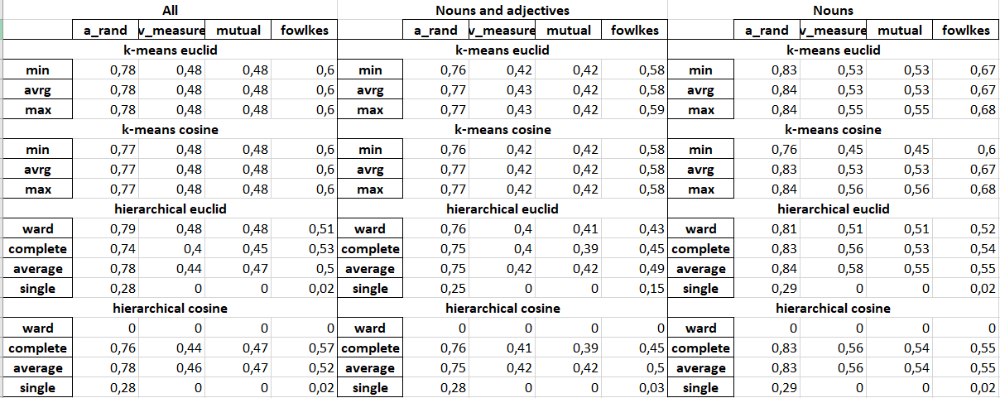 All Nouns and adjectives Nouns
a_rand v_measure mutual fowlkes a_rand v_measure mutual fowlkes a_rand v_measure mutual fowlkes
k-means euclid k-means euclid k-means euclid
min 0,78 0,48 0,48 0,6 min 0,76 0,42 0,42 0,58 min 0,83 0,53 0,53 0,67
avrg 0,78 0,48 0,48 0,6 avrg 0,77 0,43 0,42 0,58 avrg 0,84 0,53 0,53 0,67
max 0,78 0,48 0,48 0,6 max 0,77 0,43 0,42 0,59 max 0,84 0,55 0,55 0,68
k-means cosine k-means cosine k-means cosine
min 0,77 0,48 0,48 0,6 min 0,76 0,42 0,42 0,58 min 0,76 0,45 0,45 0,6
avrg 0,77 0,48 0,48 0,6 avrg 0,77 0,42 0,42 0,58 avrg 0,83 0,53 0,53 0,67
max 0,77 0,48 0,48 0,6 max 0,77 0,42 0,42 0,58 max 0,84 0,56 0,56 0,68
hierarchical euclid hierarchical euclid hierarchical euclid
ward 0,79 0,48 0,48 0,51 ward 0,76 0,4 0,41 0,43 ward 0,81 0,51 0,51 0,52
complete 0,74 0,4 0,45 0,53 complete 0,75 0,4 0,39 0,45 complete 0,83 0,56 0,53 0,54
average 0,78 0,44 0,47 0,5 average 0,75 0,42 0,42 0,49 average 0,84 0,58 0,55 0,55
single 0,28 0 0 0,02 single 0,25 0 0 0,15 single 0,29 0 0 0,02
hierarchical cosine hierarchical cosine hierarchical cosine
ward 0 0 0 0 ward 0 0 0 0 ward 0 0 0 0
complete 0,76 0,44 0,47 0,57 complete 0,76 0,41 0,39 0,45 complete 0,83 0,56 0,54 0,55
average 0,78 0,46 0,47 0,52 average 0,75 0,42 0,42 0,5 average 0,83 0,56 0,54 0,55
single 0,28 0 0 0,02 single 0,28 0 0 0,03 single 0,29 0 0 0,02